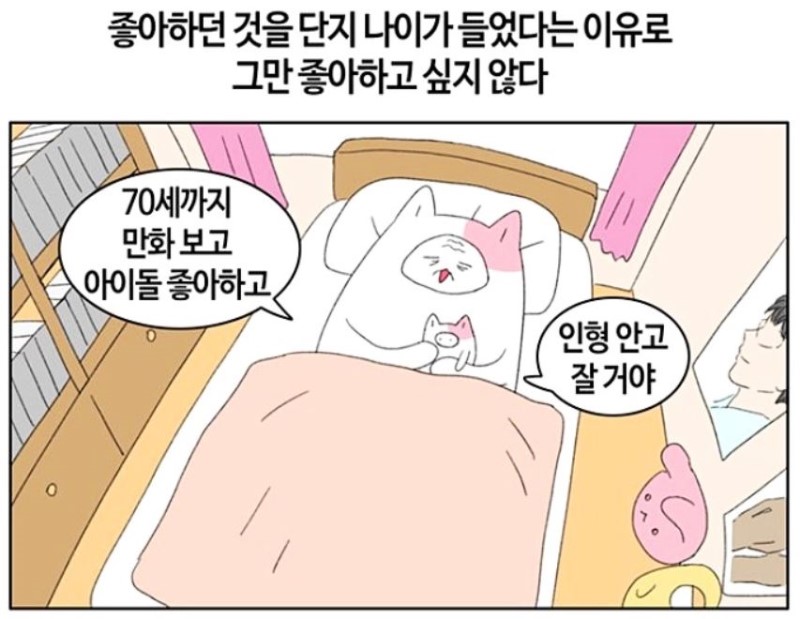 좋아하던 것을 단지 나이가 들었다는 이유로
그만 좋아하고 싶지 않다
70세까지
만화 보고
아이돌 좋아하고
인형 안고
잘 거야